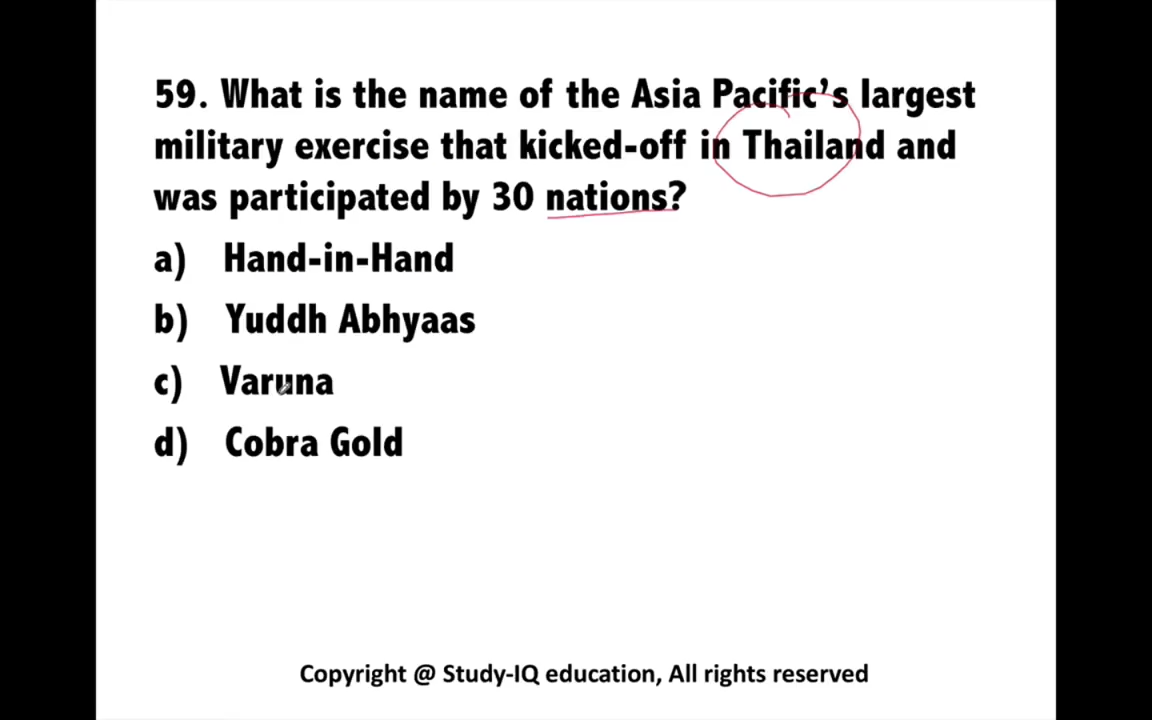 59. What is the name of the Asia Pacific's largest
military exercise that kicked-off in Thailand and
was participated by 30 nations?
a) Hand-in-Hand
b) Yuddh Abhyaas
c) Varuna
d) Cobra Gold
Copyright @ Study-IQ education, All rights reserved